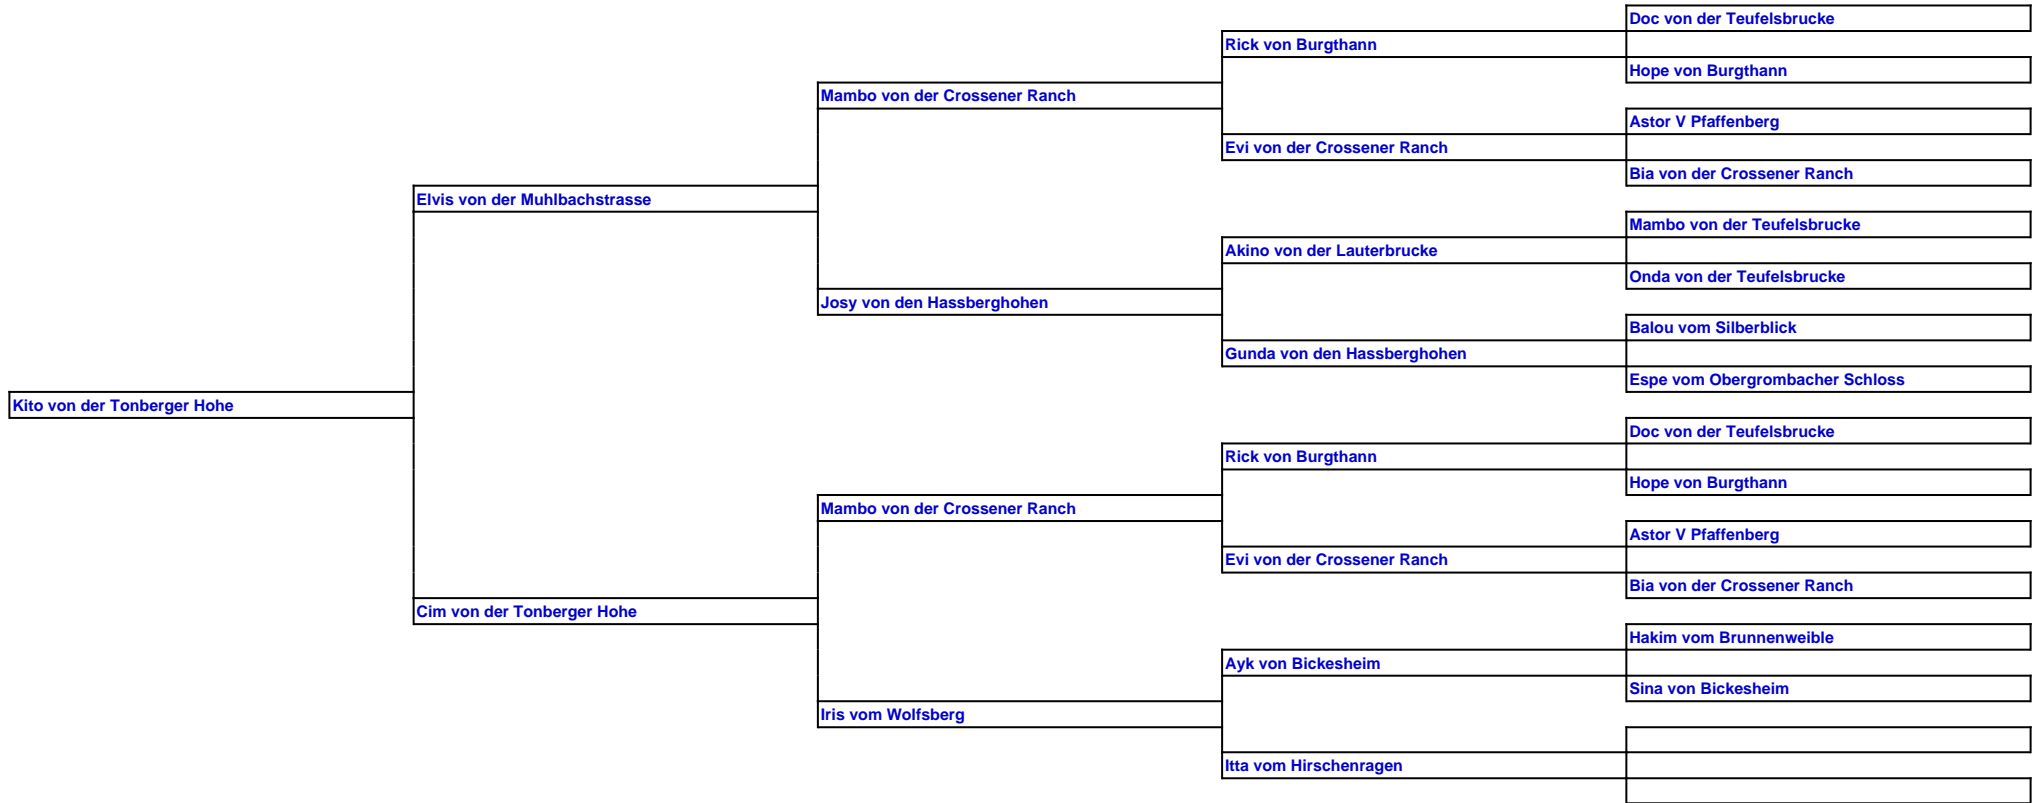 Doc von der Teufelsbrucke
Rick von Burgthann
Hope von Burgthann
Mambo von der Crossener Ranch
Astor V Pfaffenberg
Evi von der Crossener Ranch
Bia von der Crossener Ranch
Elvis von der Muhlbachstrasse
Mambo von der Teufelsbrucke
Akino von der Lauterbrucke
Onda von der Teufelsbrucke
Josy von den Hassberghohen
Balou vom Silberblick
Gunda von den Hassberghohen
Espe vom Obergrombacher Schloss
Kito von der Tonberger Hohe
Doc von der Teufelsbrucke
Rick von Burgthann
Hope von Burgthann
Mambo von der Crossener Ranch
Astor V Pfaffenberg
Evi von der Crossener Ranch
Bia von der Crossener Ranch
Cim von der Tonberger Hohe
Hakim vom Brunnenweible
Ayk von Bickesheim
Sina von Bickesheim
Iris vom Wolfsberg
Itta vom Hirschenragen